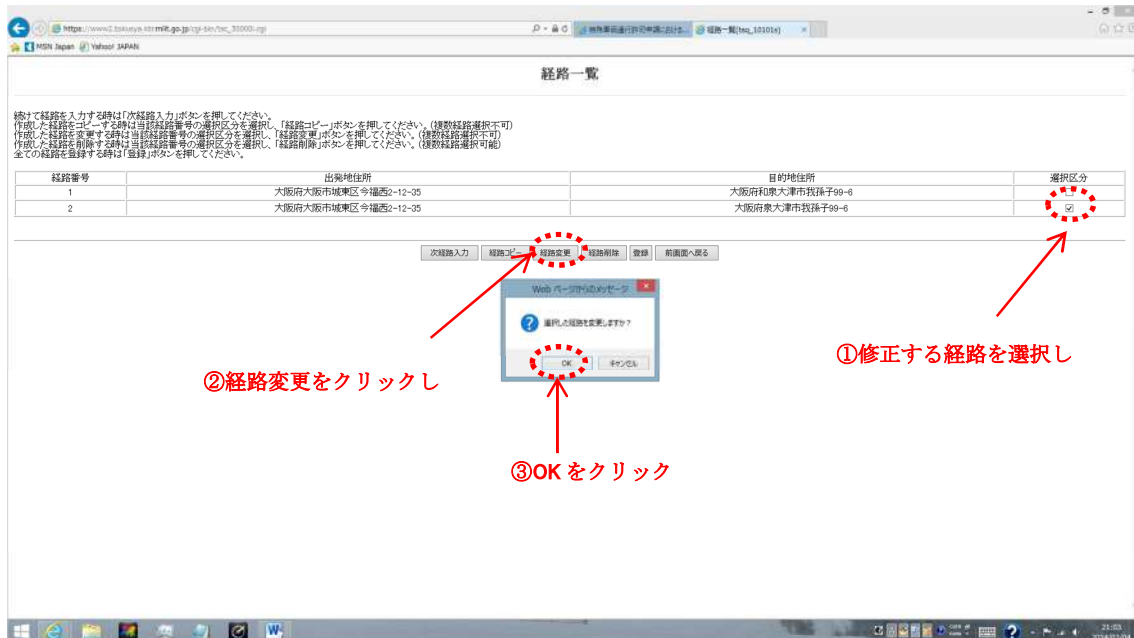 経路一覧(tsq_10101s)
MSN Japan
Yahoo! JAPAN
経路一覧
続けて経路を入力する時は「次経路入力」ボタンを押してください。
作成した経路をコピーする時は当該経路番号の選択区分を選択し、「経路コピー」ボタンを押してください。(複数経路選択不可)
作成した経路を変更する時は当該経路番号の選択区分を選択し、「経路変更」ボタンを押してください。(複数経路選択不可)
作成した経路を削除する時は当該経路番号の選択区分を選択し、「経路削除」ボタンを押してください。(複数経路選択可能)
全ての経路を登録する時は「登録」ボタンを押してください。
経路番号 出発地住所 目的地住所 選択区分
1 大阪府大阪市城東区今福西2-12-35 大阪府和泉大津市我孫子99-6
2 大阪府大阪市城東区今福西2-12-35 大阪府泉大津市我孫子99-6
次経路入力 経路コピー 経路変更 経路削除 登録 前画面へ戻る
Web ページからのメッセージ
選択した経路を変更しますか?
OK キャンセル
①修正する経路を選択し
②経路変更をクリックし
③OK をクリック
21:03